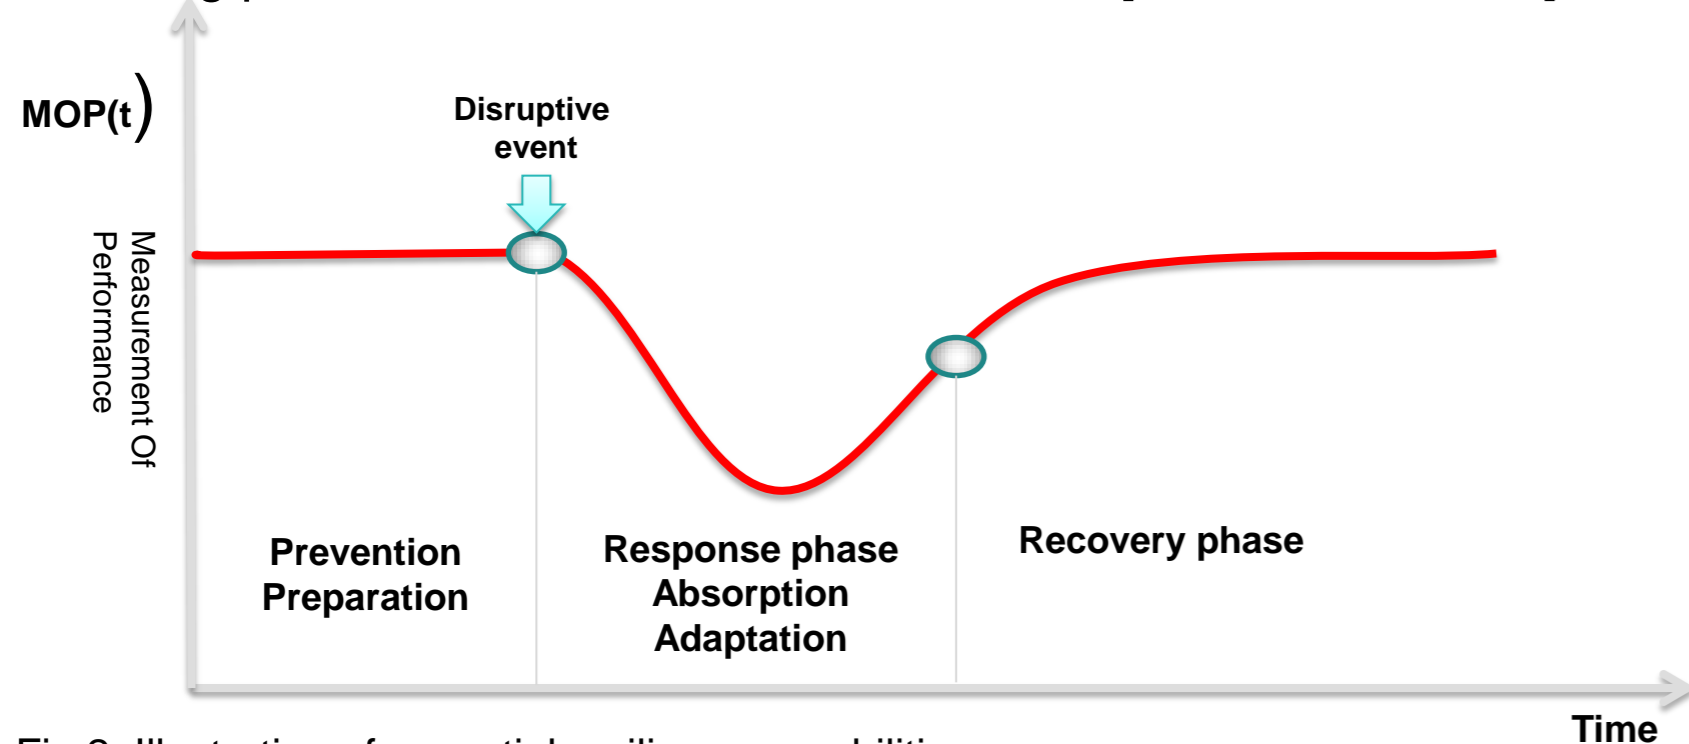 MOP(t)
Disruptive
event
Measurement Of
Performance
Prevention
Preparation
Response phase
Absorption
Adaptation
Recovery phase
Time